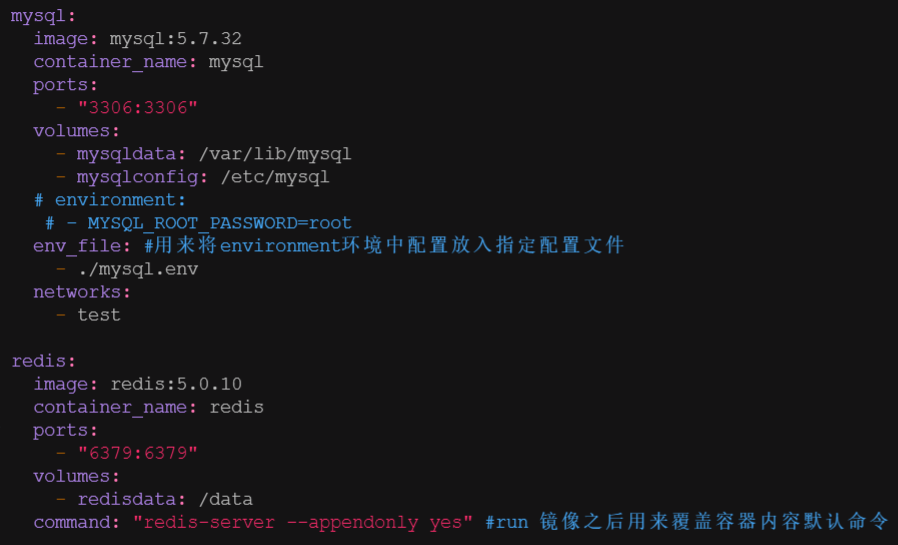 mysql:
  image: mysql:5.7.32
  container_name: mysql
  ports:
    - "3306:3306"
  volumes:
    - mysqldata: /var/lib/mysql
    - mysqlconfig: /etc/mysql
  # environment:
   # - MYSQL_ROOT_PASSWORD=root
  env_file: #用来将environment环境中配置放入指定配置文件
    - ./mysql.env
  networks:
    - test

redis:
  image: redis:5.0.10
  container_name: redis
  ports:
    - "6379:6379"
  volumes:
    - redisdata: /data
  command: "redis-server --appendonly yes" #run 镜像之后用来覆盖容器内容默认命令